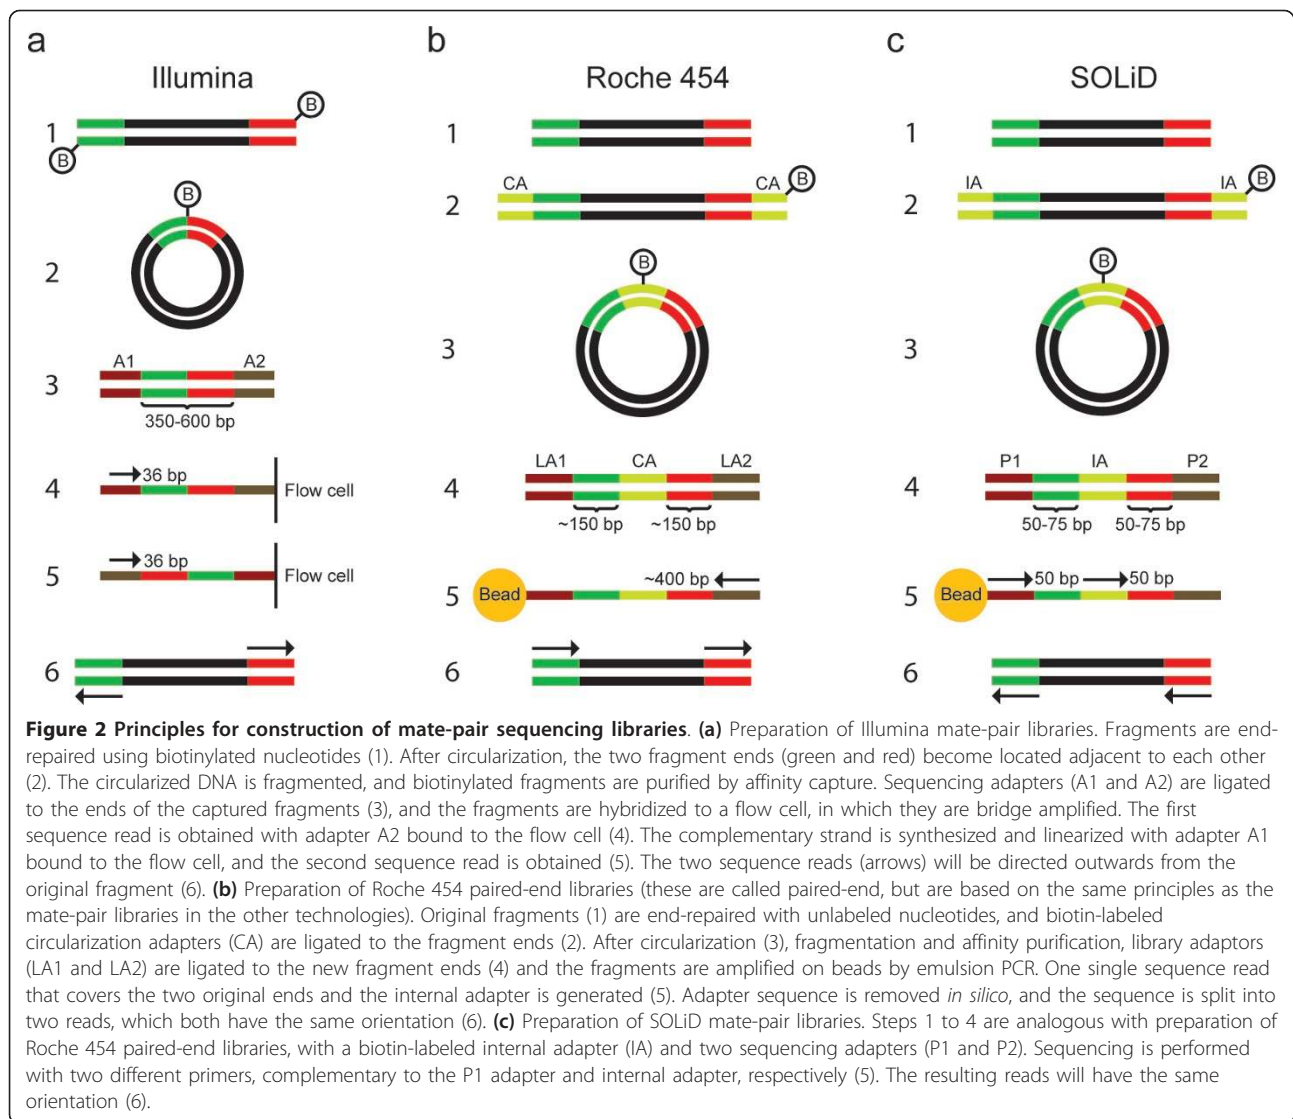 a
Illumina
1
B
B
2
B
3
A1
A2
350-600 bp
4
36 bp
Flow cell
5
36 bp
Flow cell
6
b
Roche 454
1
2
CA
CA
B
3
B
4
LA1
CA
LA2
~150 bp
~150 bp
5
Bead
~400 bp
6
c
SOLiD
1
2
IA
IA
B
3
B
4
P1
IA
P2
50-75 bp
50-75 bp
5
Bead
50 bp
50 bp
6
Figure 2 Principles for construction of mate-pair sequencing libraries. (a) Preparation of Illumina mate-pair libraries. Fragments are end-
repaired using biotinylated nucleotides (1). After circularization, the two fragment ends (green and red) become located adjacent to each other
(2). The circularized DNA is fragmented, and biotinylated fragments are purified by affinity capture. Sequencing adapters (A1 and A2) are ligated
to the ends of the captured fragments (3), and the fragments are hybridized to a flow cell, in which they are bridge amplified. The first
sequence read is obtained with adapter A2 bound to the flow cell (4). The complementary strand is synthesized and linearized with adapter A1
bound to the flow cell, and the second sequence read is obtained (5). The two sequence reads (arrows) will be directed outwards from the
original fragment (6). (b) Preparation of Roche 454 paired-end libraries (these are called paired-end, but are based on the same principles as the
mate-pair libraries in the other technologies). Original fragments (1) are end-repaired with unlabeled nucleotides, and biotin-labeled
circularization adapters (CA) are ligated to the fragment ends (2). After circularization (3), fragmentation and affinity purification, library adaptors
(LA1 and LA2) are ligated to the new fragment ends (4) and the fragments are amplified on beads by emulsion PCR. One single sequence read
that covers the two original ends and the internal adapter is generated (5). Adapter sequence is removed in silico, and the sequence is split into
two reads, which both have the same orientation (6). (c) Preparation of SOLiD mate-pair libraries. Steps 1 to 4 are analogous with preparation of
Roche 454 paired-end libraries, with a biotin-labeled internal adapter (IA) and two sequencing adapters (P1 and P2). Sequencing is performed
with two different primers, complementary to the P1 adapter and internal adapter, respectively (5). The resulting reads will have the same
orientation (6).